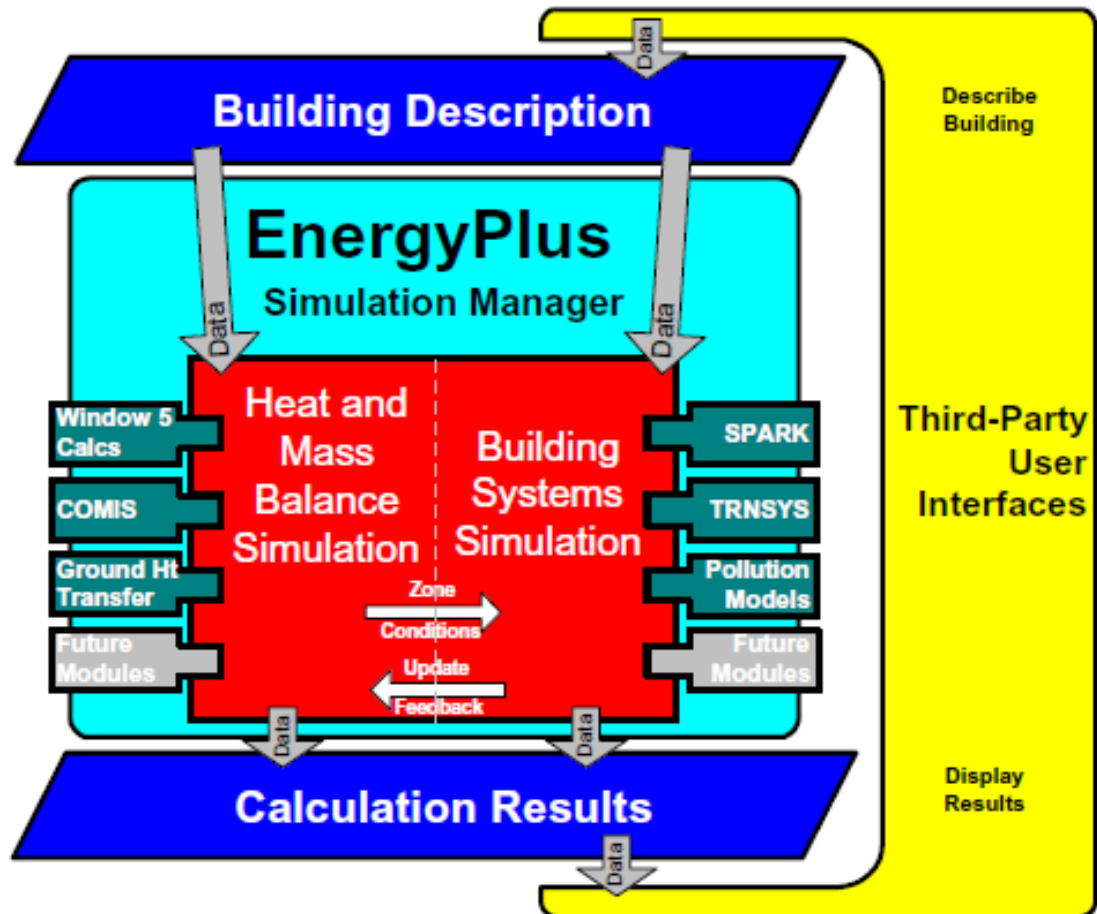 Data
Building Description
Describe
Building
EnergyPlus
Simulation Manager
Data
Data
Heat and
Mass
Balance
Simulation
Building
Systems
Simulation
Window 5
Calcs
COMIS
Ground Ht
Transfer
Future
Modules
SPARK
TRNSYS
Pollution
Models
Future
Modules
Zone
Conditions
Update
Feedback
Third-Party
User
Interfaces
Data
Data
Calculation Results
Display
Results
Data